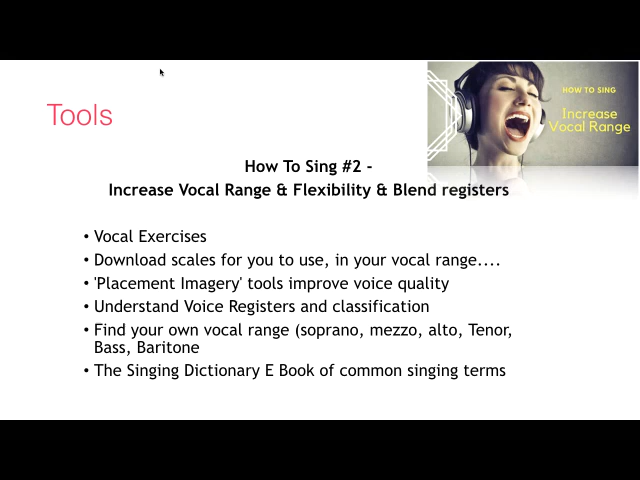 HOW TO SING
Increase
Vocal Range
Tools
How To Sing #2 -
Increase Vocal Range & Flexibility & Blend registers
• Vocal Exercises
• Download scales for you to use, in your vocal range....
• 'Placement Imagery' tools improve voice quality
• Understand Voice Registers and classification
• Find your own vocal range (soprano, mezzo, alto, Tenor,
Bass, Baritone
• The Singing Dictionary E Book of common singing terms